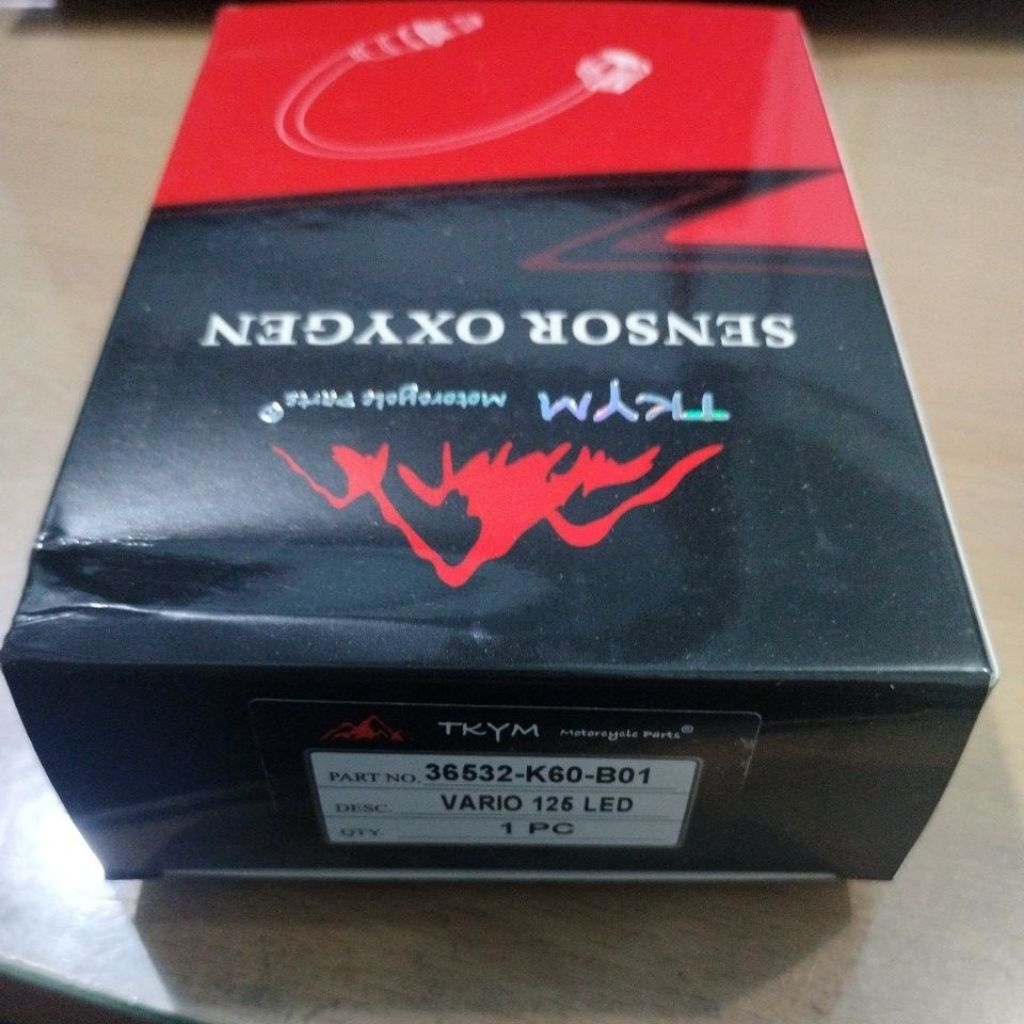 SENSOR OXYGEN
TKYM Motorcycle Parts®
TKYM Motorcycle Parts®
PART NO. 36532-K60-B01
DESC. VARIO 125 LED
QTY. 1 PC